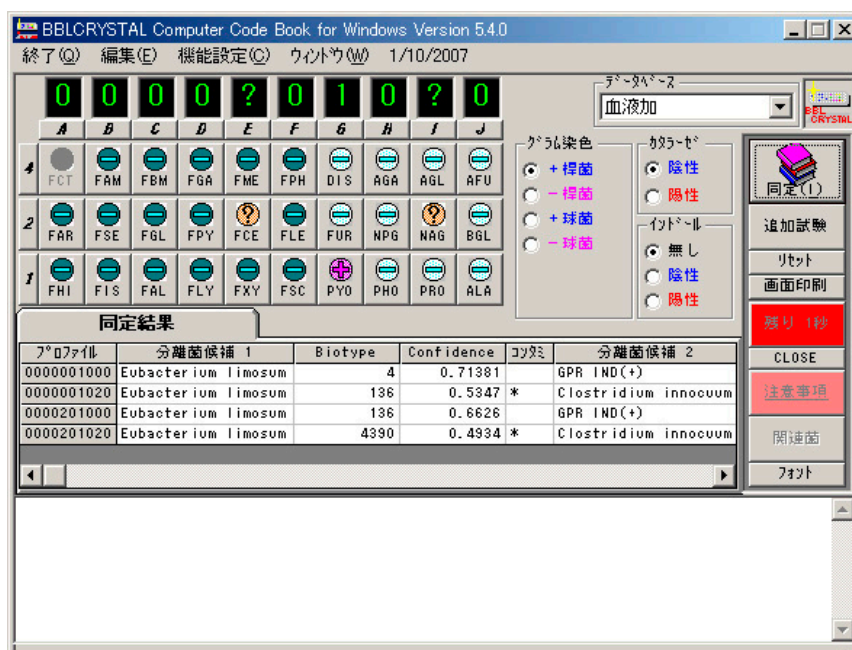 BBLCRYSTAL Computer Code Book for Windows Version 5.4.0
終了(Q) 編集(E) 機能設定(C) ウィンドウ(W) 1/10/2007
0 0 0 0 ? 0 1 0 ? 0
A B C D E F G H I J
4 FCT FAM FBM FGA FME FPH DIS AGA AGL AFU
2 FAR FSE FGL FPY FCE FLE FUR NPG NAG BGL
1 FHI FIS FAL FLY FXY FSC PYO PHO PRO ALA
データベース
血液加
BBL CRYSTAL
グラム染色
+ 桿菌
- 桿菌
+ 球菌
- 球菌
カタラーゼ
陰性
陽性
インドール
無し
陰性
陽性
同定(I)
追加試験
リセット
画面印刷
残り 1秒
CLOSE
注意事項
関連菌
フォント
同定結果
プロファイル 分離菌候補 1 Biotype Confidence コンタミ 分離菌候補 2
0000001000 Eubacterium limosum 4 0.71381 GPR IND(+)
0000001020 Eubacterium limosum 136 0.5347 * Clostridium innocuum
0000201000 Eubacterium limosum 136 0.6626 GPR IND(+)
0000201020 Eubacterium limosum 4390 0.4934 * Clostridium innocuum